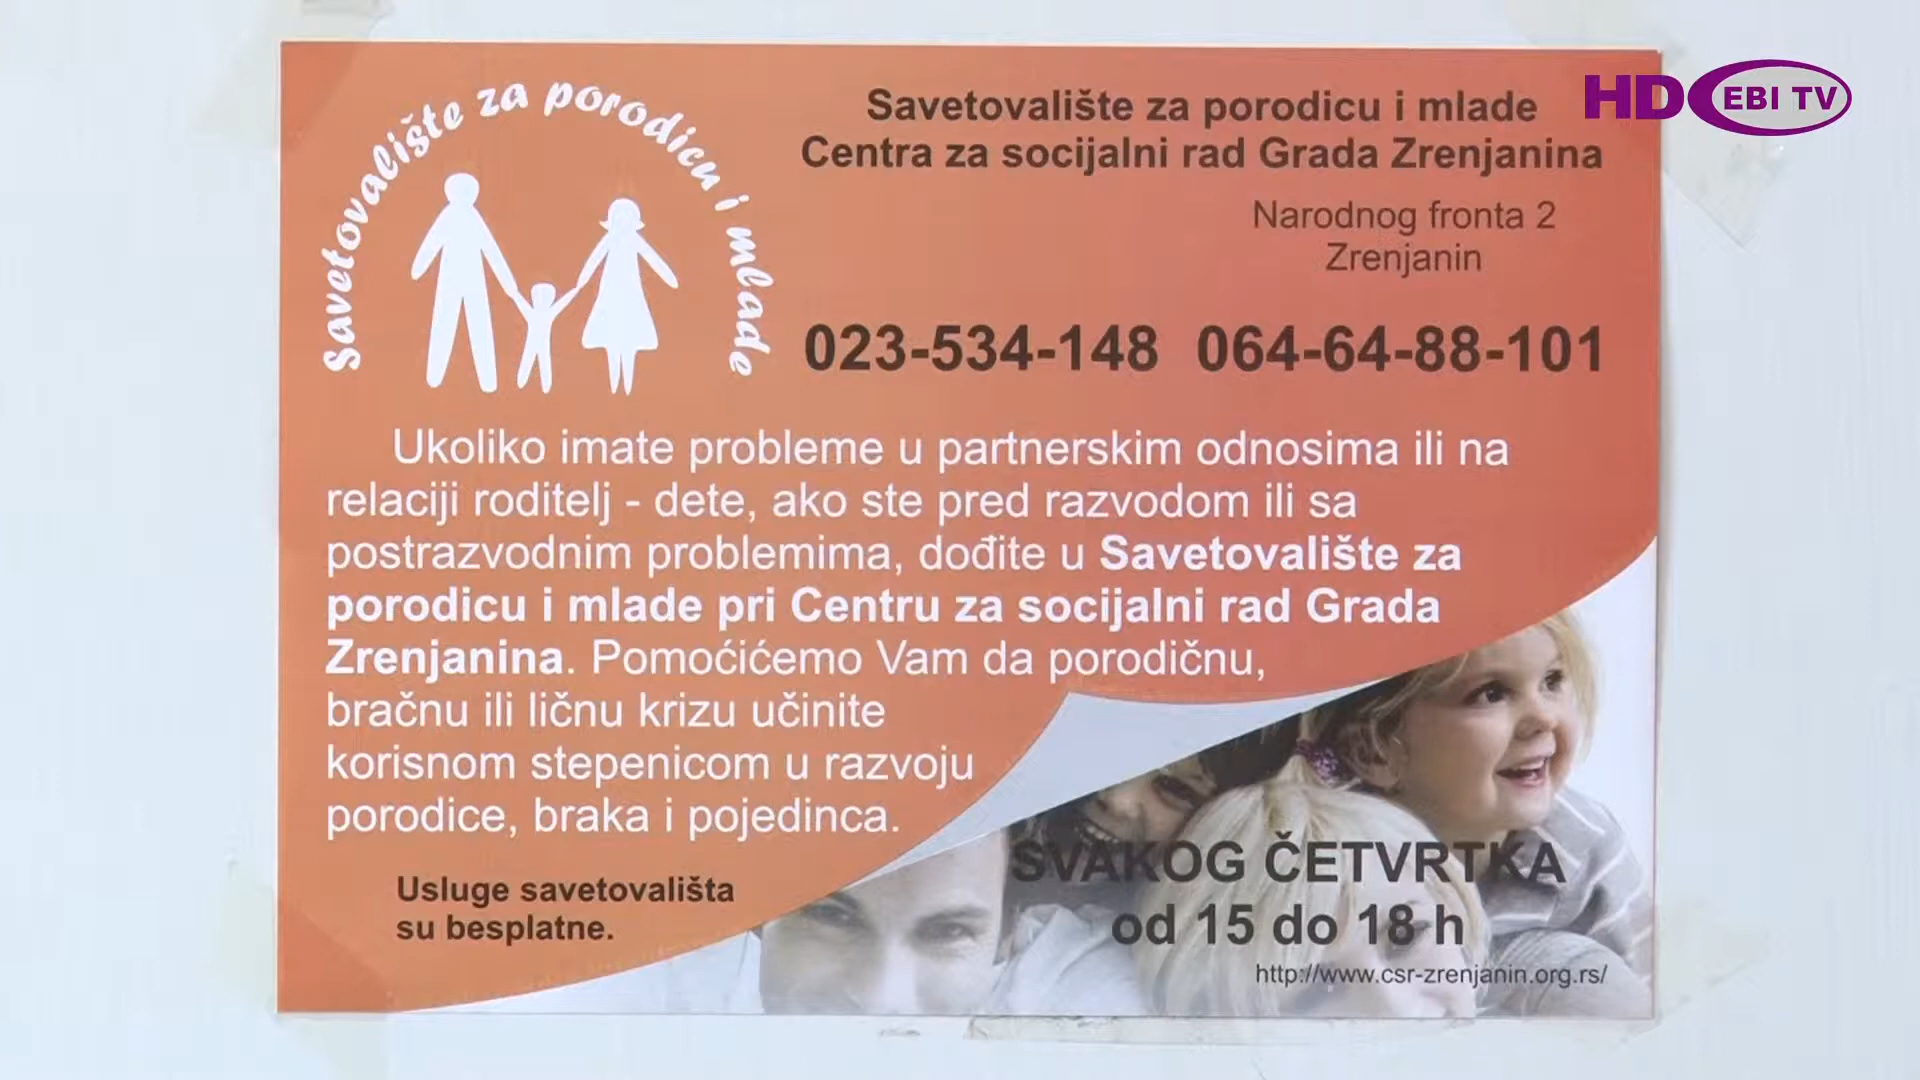 Savetovalište za porodicu i mlade
Savetovalište za porodicu i mlade
Centra za socijalni rad Grada Zrenjanina
Narodnog fronta 2
Zrenjanin
023-534-148 064-64-88-101
Ukoliko imate probleme u partnerskim odnosima ili na
relaciji roditelj - dete, ako ste pred razvodom ili sa
postrazvodnim problemima, dođite u Savetovalište za
porodicu i mlade pri Centru za socijalni rad Grada
Zrenjanina. Pomoćićemo Vam da porodičnu,
bračnu ili ličnu krizu učinite
korisnom stepenicom u razvoju
porodice, braka i pojedinca.
Usluge savetovališta
su besplatne.
SVAKOG ČETVRTKA
od 15 do 18 h
http://www.csr-zrenjanin.org.rs/
HD EBI TV